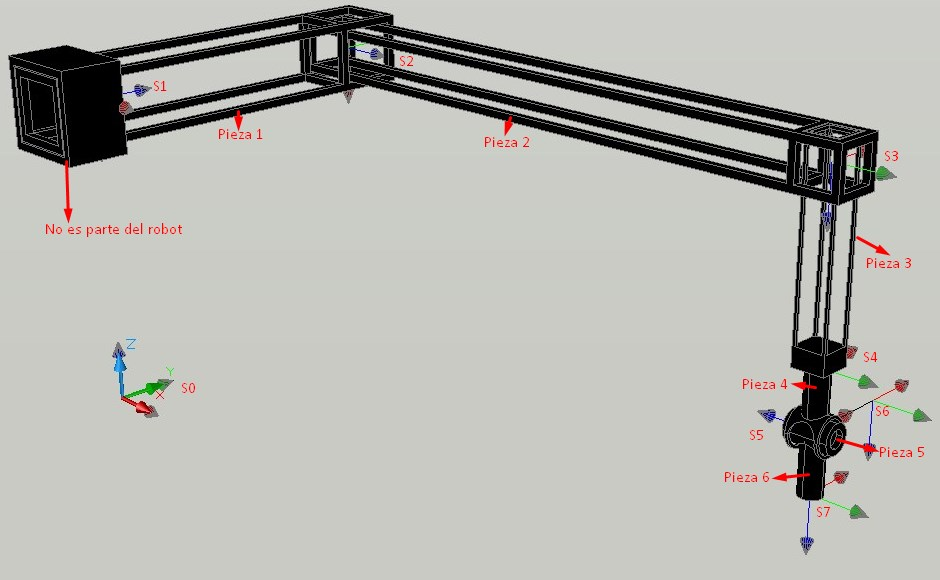 S1
S2
Pieza 1
Pieza 2
S3
No es parte del robot
Pieza 3
Z
Y
X
S0
S4
Pieza 4
S6
S5
Pieza 5
Pieza 6
S7